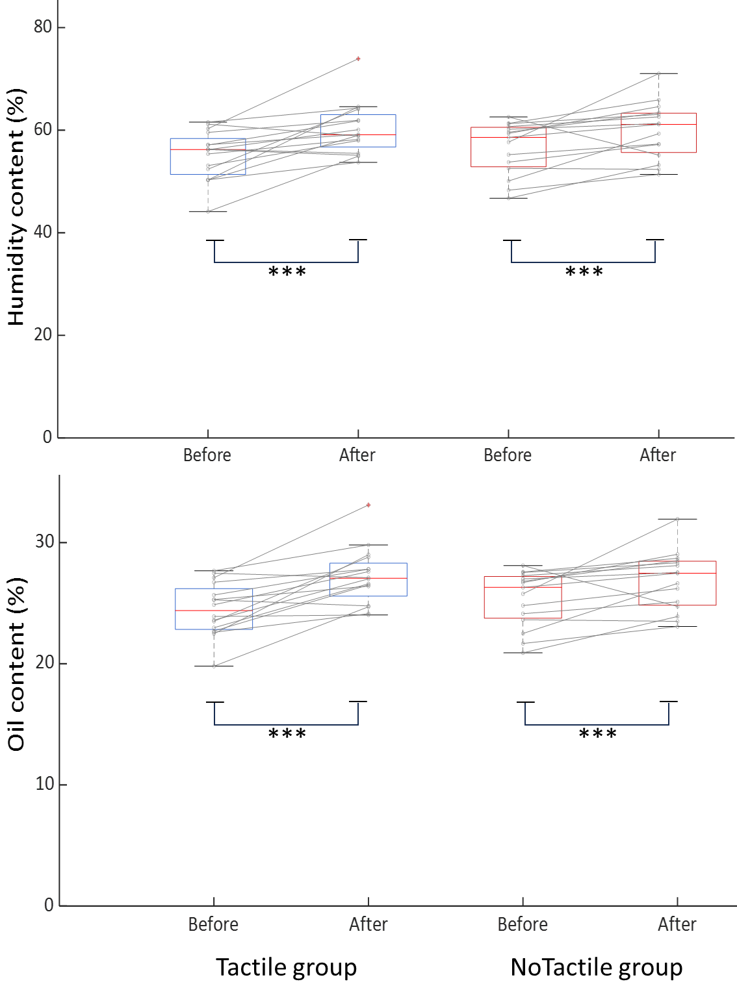 Humidity content (%)
80
60
40
20
0
***
***
Before
After
Before
After
Oil content (%)
30
20
10
0
***
***
Before
After
Before
After
Tactile group
NoTactile group